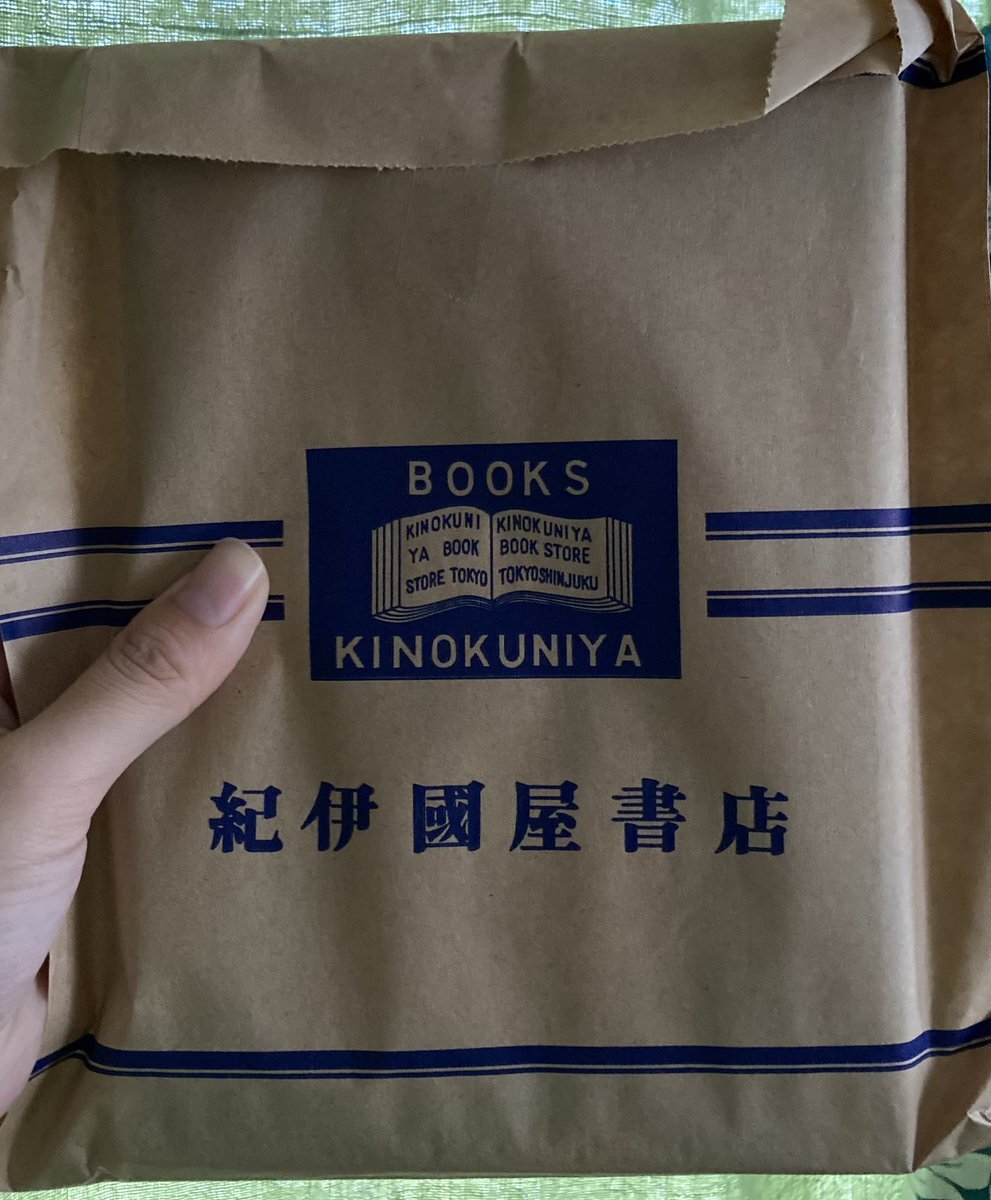 BOOKS
KINOKUNI
YA BOOK
STORE TOKYO
KINOKUNIYA
BOOK STORE
TOKYOSHINJUKU
KINOKUNIYA
紀伊國屋書店